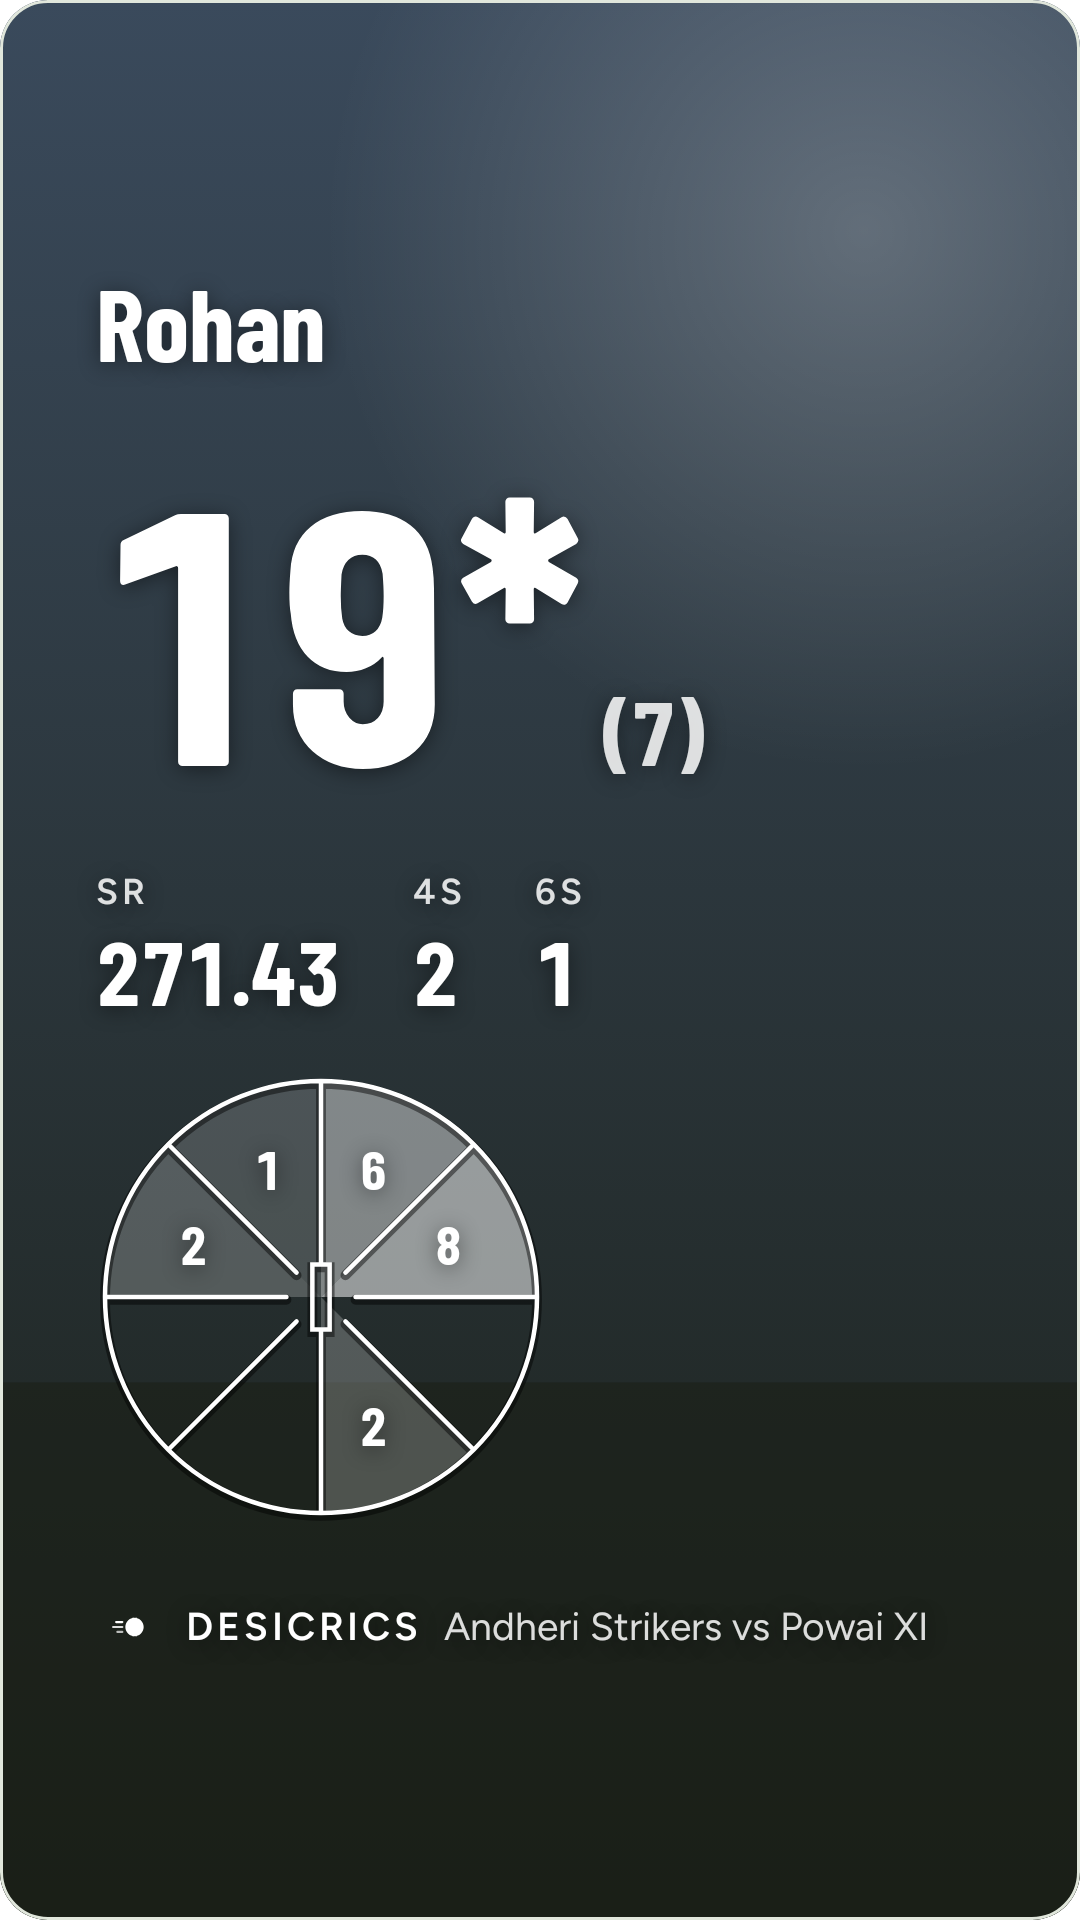 Rohan
19* (7)
SR 4S 6S
271.43 2 1
1 6
2 8
2
DESICRICS Andheri Strikers vs Powai XI